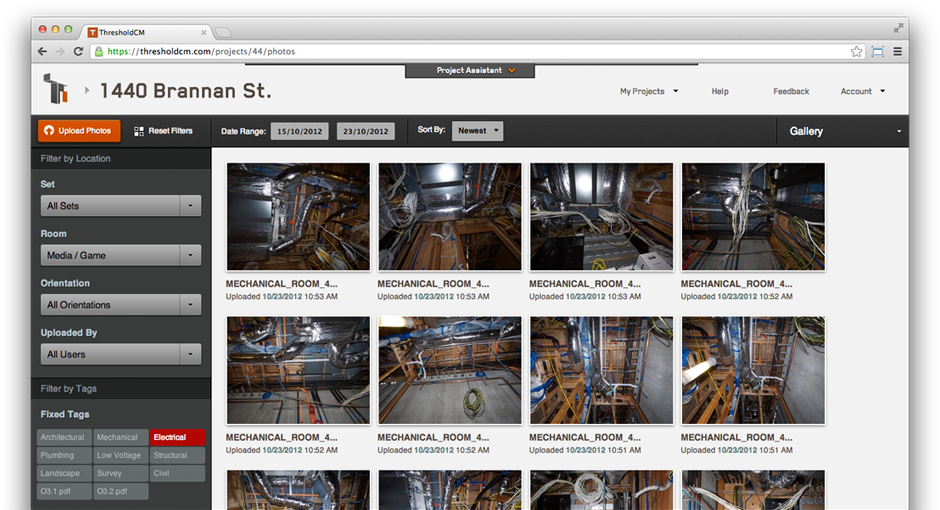 T ThresholdCM
https://thresholdcm.com/projects/44/photos
Project Assistant
1440 Brannan St.
My Projects
Help
Feedback
Account
Upload Photos
Reset Filters
Date Range:
15/10/2012
23/10/2012
Sort By:
Newest
Gallery
Filter by Location
Set
All Sets
Room
Media / Game
Orientation
All Orientations
Uploaded By
All Users
Filter by Tags
Fixed Tags
Architectural Mechanical Electrical
Plumbing Low Voltage Structural
Landscape Survey Civil
O3.1.pdf O3.2.pdf
MECHANICAL_ROOM_4... MECHANICAL_ROOM_4... MECHANICAL_ROOM_4... MECHANICAL_ROOM_4...
Uploaded 10/23/2012 10:53 AM Uploaded 10/23/2012 10:53 AM Uploaded 10/23/2012 10:53 AM Uploaded 10/23/2012 10:52 AM
MECHANICAL_ROOM_4... MECHANICAL_ROOM_4... MECHANICAL_ROOM_4... MECHANICAL_ROOM_4...
Uploaded 10/23/2012 10:52 AM Uploaded 10/23/2012 10:52 AM Uploaded 10/23/2012 10:51 AM Uploaded 10/23/2012 10:51 AM